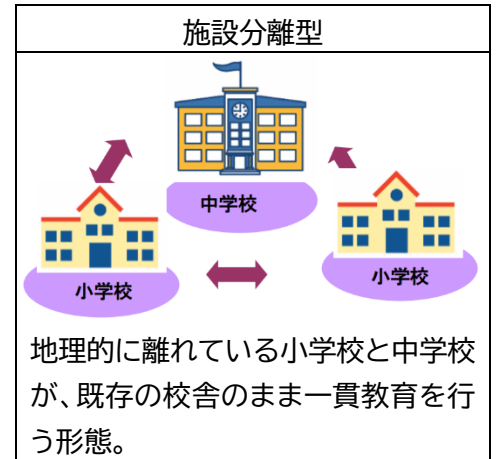 施設分離型
中学校
小学校
小学校
地理的に離れている小学校と中学校
が、既存の校舎のまま一貫教育を行
う形態。